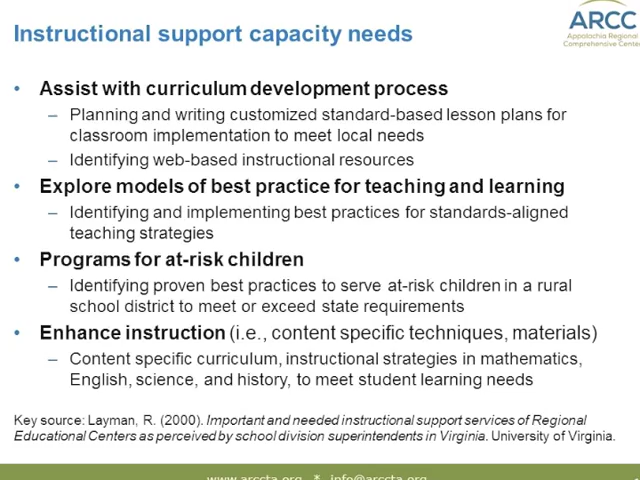 ARCC
Appalachia Regional
Comprehensive Center
Instructional support capacity needs
• Assist with curriculum development process
– Planning and writing customized standard-based lesson plans for
classroom implementation to meet local needs
– Identifying web-based instructional resources
• Explore models of best practice for teaching and learning
– Identifying and implementing best practices for standards-aligned
teaching strategies
• Programs for at-risk children
– Identifying proven best practices to serve at-risk children in a rural
school district to meet or exceed state requirements
• Enhance instruction (i.e., content specific techniques, materials)
– Content specific curriculum, instructional strategies in mathematics,
English, science, and history, to meet student learning needs
Key source: Layman, R. (2000). Important and needed instructional support services of Regional
Educational Centers as perceived by school division superintendents in Virginia. University of Virginia.
www.arccta.org * info@arccta.org